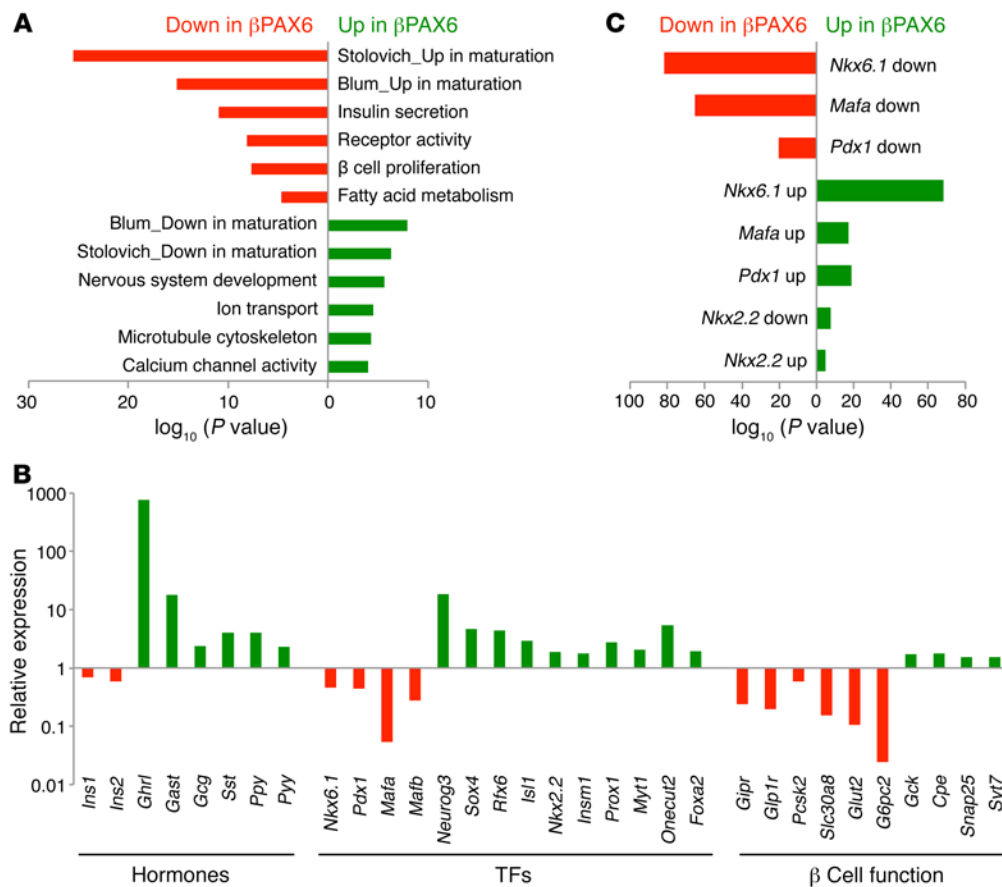 A
Down in βPAX6 Up in βPAX6
Stolovich_Up in maturation
Blum_Up in maturation
Insulin secretion
Receptor activity
β cell proliferation
Fatty acid metabolism
Blum_Down in maturation
Stolovich_Down in maturation
Nervous system development
Ion transport
Microtubule cytoskeleton
Calcium channel activity
30 20 10 0 10
log10 (P value)
C
Down in βPAX6 Up in βPAX6
Nkx6.1 down
Mafa down
Pdx1 down
Nkx6.1 up
Mafa up
Pdx1 up
Nkx2.2 down
Nkx2.2 up
100 80 60 40 20 0 20 40 60 80
log10 (P value)
B
Relative expression
1000
100
10
1
0.1
0.01
Ins1 Ins2 Ghrl Gast Gcg Sst Ppy Pyy Nkx6.1 Pdx1 Mafa Mafb Neurog3 Sox4 Rfx6 Isl1 Nkx2.2 Insm1 Prox1 Myt1 Onecut2 Foxa2 Gipr Glp1r Pcsk2 Slc30a8 Glut2 G6pc2 Gck Cpe Snap25 Syt7
Hormones TFs β Cell function